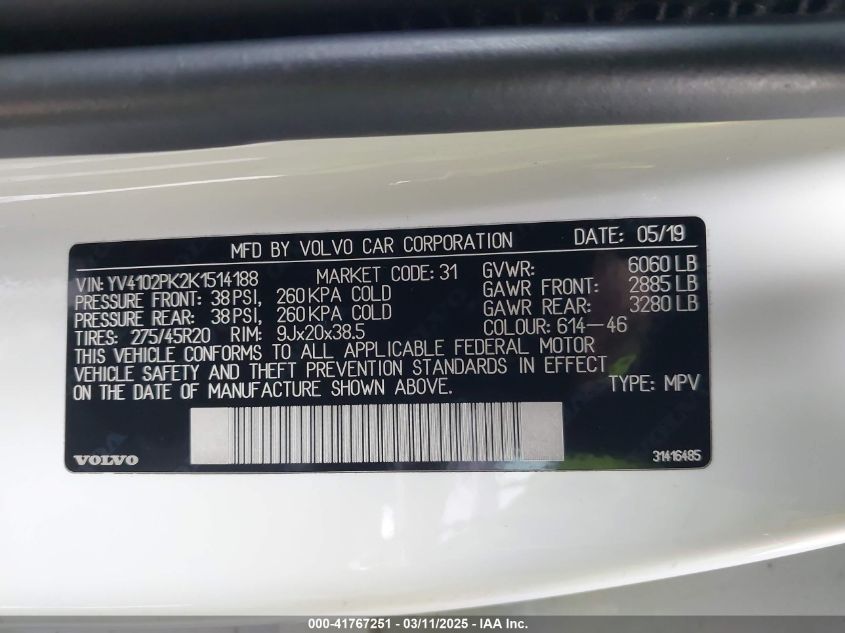 MFD BY VOLVO CAR CORPORATION DATE: 05/19
VIN: YV4102PK2K1514188 MARKET CODE: 31 GVWR: 6060 LB
PRESSURE FRONT: 38 PSI, 260 KPA COLD GAWR FRONT: 2885 LB
PRESSURE REAR: 38 PSI, 260 KPA COLD GAWR REAR: 3280 LB
TIRES: 275/45R20 RIM: 9Jx20x38.5 COLOUR: 614-46
THIS VEHICLE CONFORMS TO ALL APPLICABLE FEDERAL MOTOR
VEHICLE SAFETY AND THEFT PREVENTION STANDARDS IN EFFECT
ON THE DATE OF MANUFACTURE SHOWN ABOVE. TYPE: MPV
VOLVO 31416485
000-41767251 - 03/11/2025 - IAA Inc.